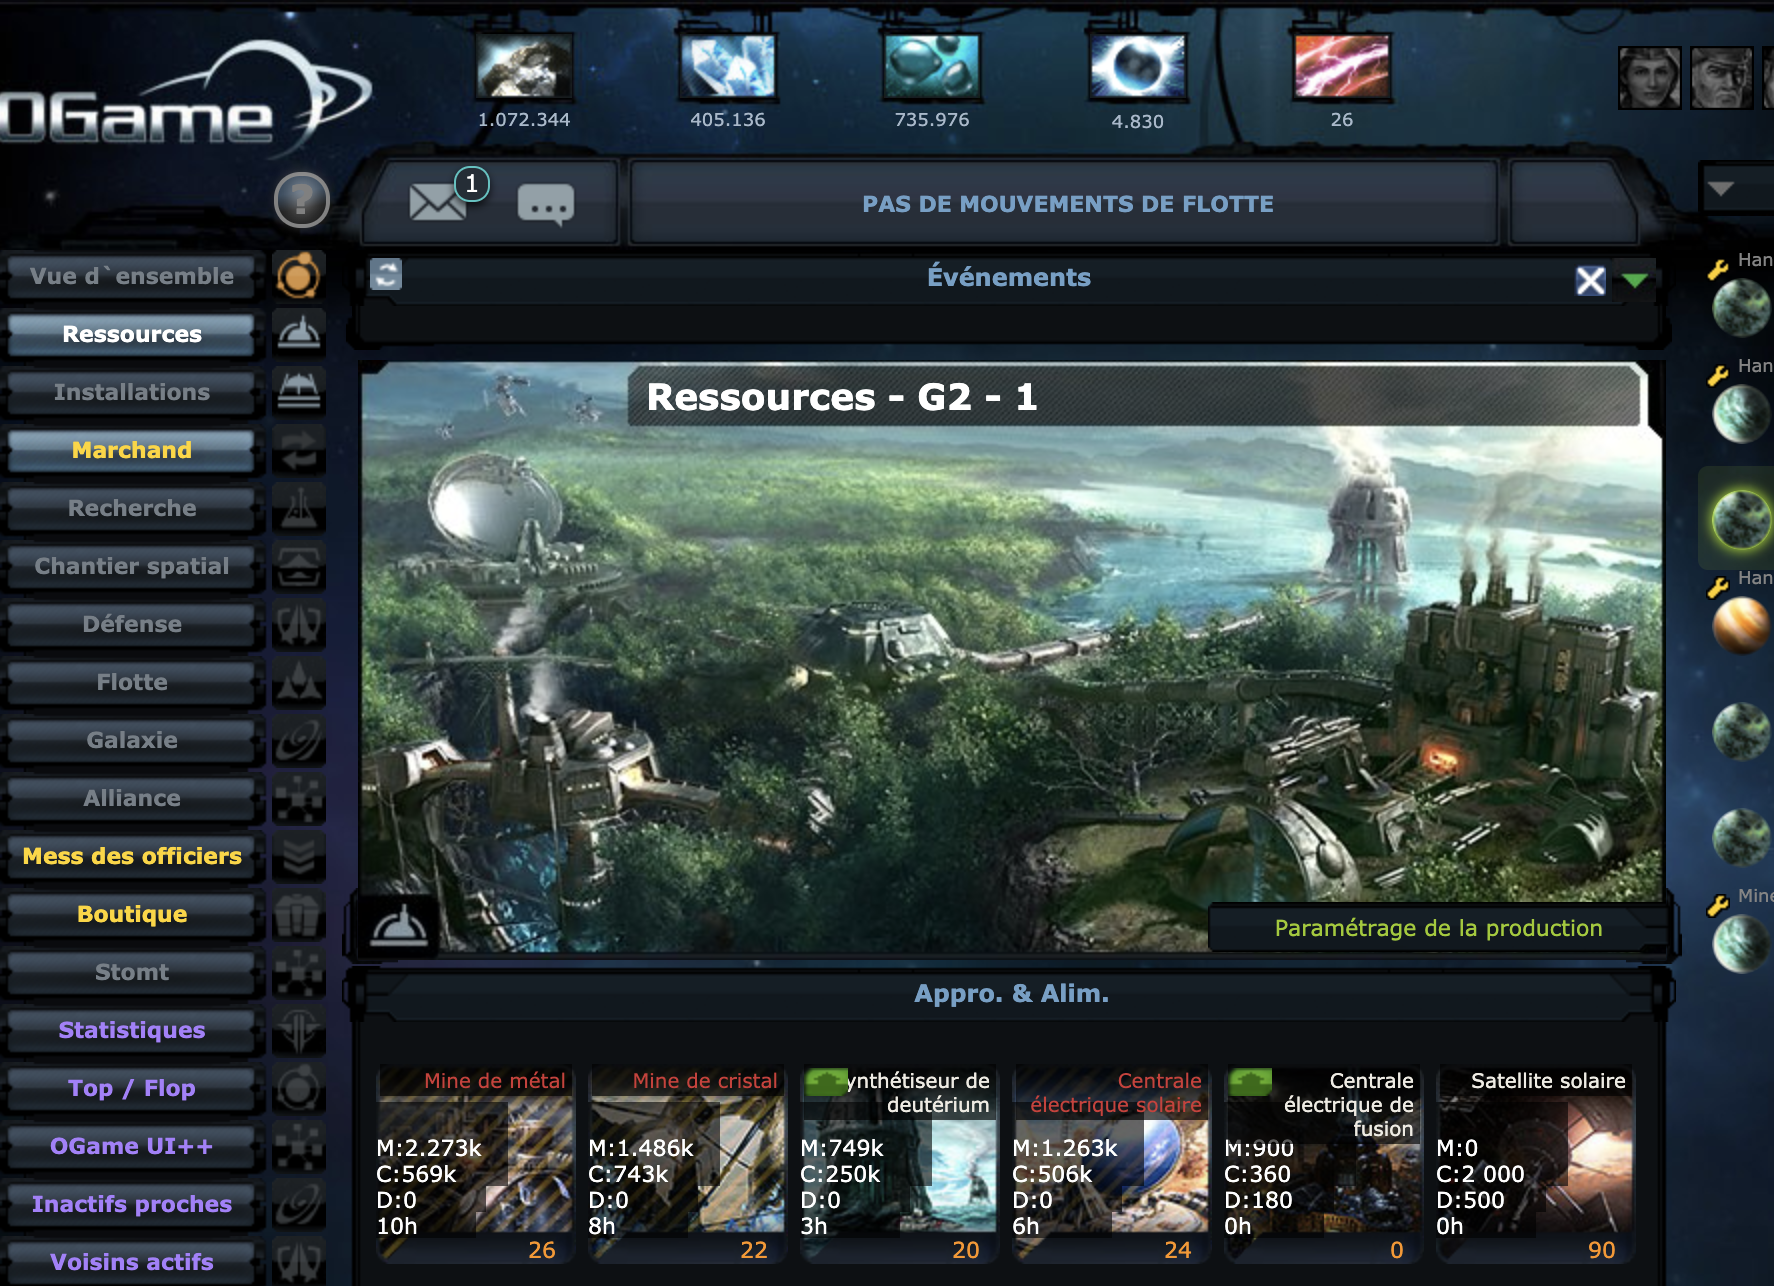 OGame
1.072.344
405.136
735.976
4.830
26
?
1
PAS DE MOUVEMENTS DE FLOTTE
Événements
Vue d`ensemble
Ressources
Installations
Marchand
Recherche
Chantier spatial
Défense
Flotte
Galaxie
Alliance
Mess des officiers
Boutique
Stomt
Statistiques
Top / Flop
OGame UI++
Inactifs proches
Voisins actifs
Ressources - G2 - 1
Paramétrage de la production
Appro. & Alim.
Mine de métal
M:2.273k
C:569k
D:0
10h
26
Mine de cristal
M:1.486k
C:743k
D:0
8h
22
ynthétiseur de
deutérium
M:749k
C:250k
D:0
3h
20
Centrale
électrique solaire
M:1.263k
C:506k
D:0
6h
24
Centrale
électrique de
fusion
M:900
C:360
D:180
0h
0
Satellite solaire
M:0
C:2 000
D:500
0h
90
Han
Han
Han
Mine